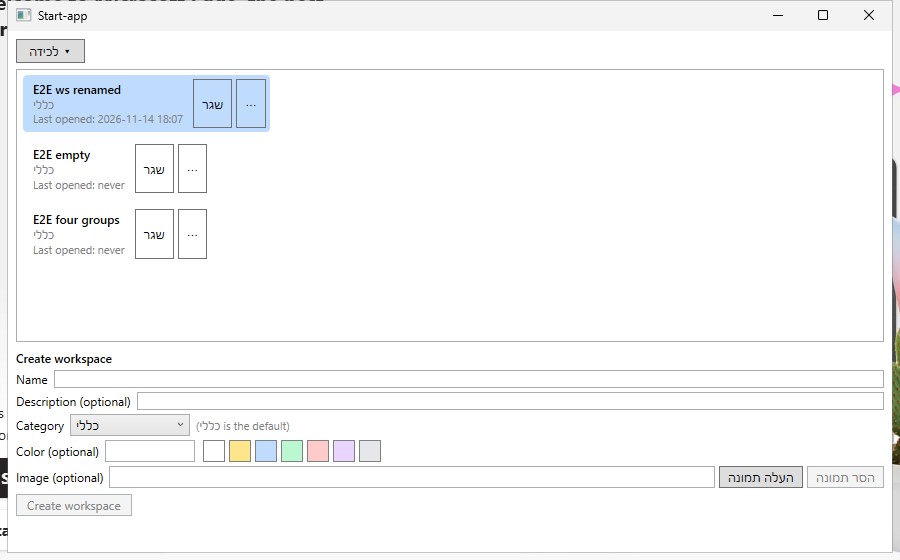 Start-app
לכידה ▾
E2E ws renamed
כללי
Last opened: 2026-11-14 18:07
שגר
...
E2E empty
כללי
Last opened: never
שגר
...
E2E four groups
כללי
Last opened: never
שגר
...
Create workspace
Name
Description (optional)
Category כללי (כללי is the default)
Color (optional)
Image (optional) העלה תמונה הסר תמונה
Create workspace